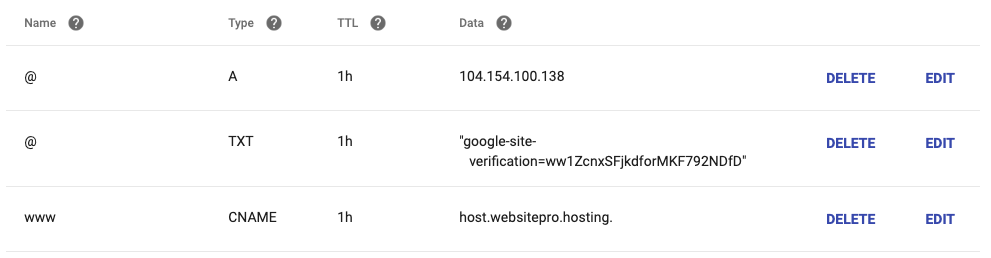 Name ? Type ? TTL ? Data ?
@ A 1h 104.154.100.138 DELETE EDIT
@ TXT 1h "google-site- DELETE EDIT
verification=ww1ZcnxSFjkdforMKF792NDfD"
www CNAME 1h host.websitepro.hosting. DELETE EDIT